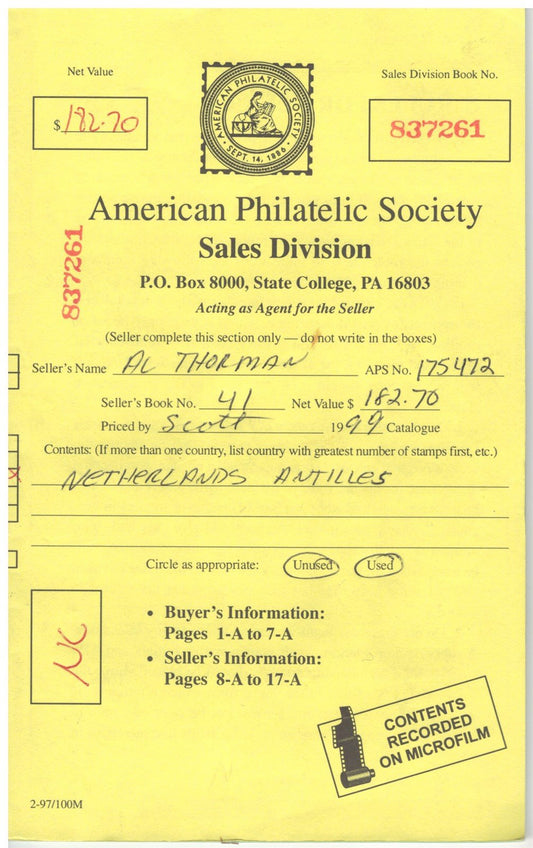 Net Value
Sales Division Book No.
$ 182.70
AMERICAN PHILATELIC SOCIETY
• SEPT. 14, 1886 •
837261
837261
American Philatelic Society
Sales Division
P.O. Box 8000, State College, PA 16803
Acting as Agent for the Seller
(Seller complete this section only — do not write in the boxes)
Seller's Name AL THORMAN APS No. 175472
Seller's Book No. 41 Net Value $ 182.70
Priced by Scott 1999 Catalogue
Contents: (If more than one country, list country with greatest number of stamps first, etc.)
NETHERLANDS ANTILLES
Circle as appropriate: Unused Used
NC
• Buyer's Information:
Pages 1-A to 7-A
• Seller's Information:
Pages 8-A to 17-A
CONTENTS
RECORDED
ON MICROFILM
2-97/100M